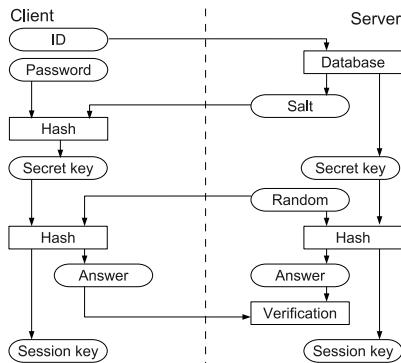 Client
Server
ID
Password
Database
Salt
Hash
Secret key
Secret key
Random
Hash
Hash
Answer
Answer
Verification
Session key
Session key